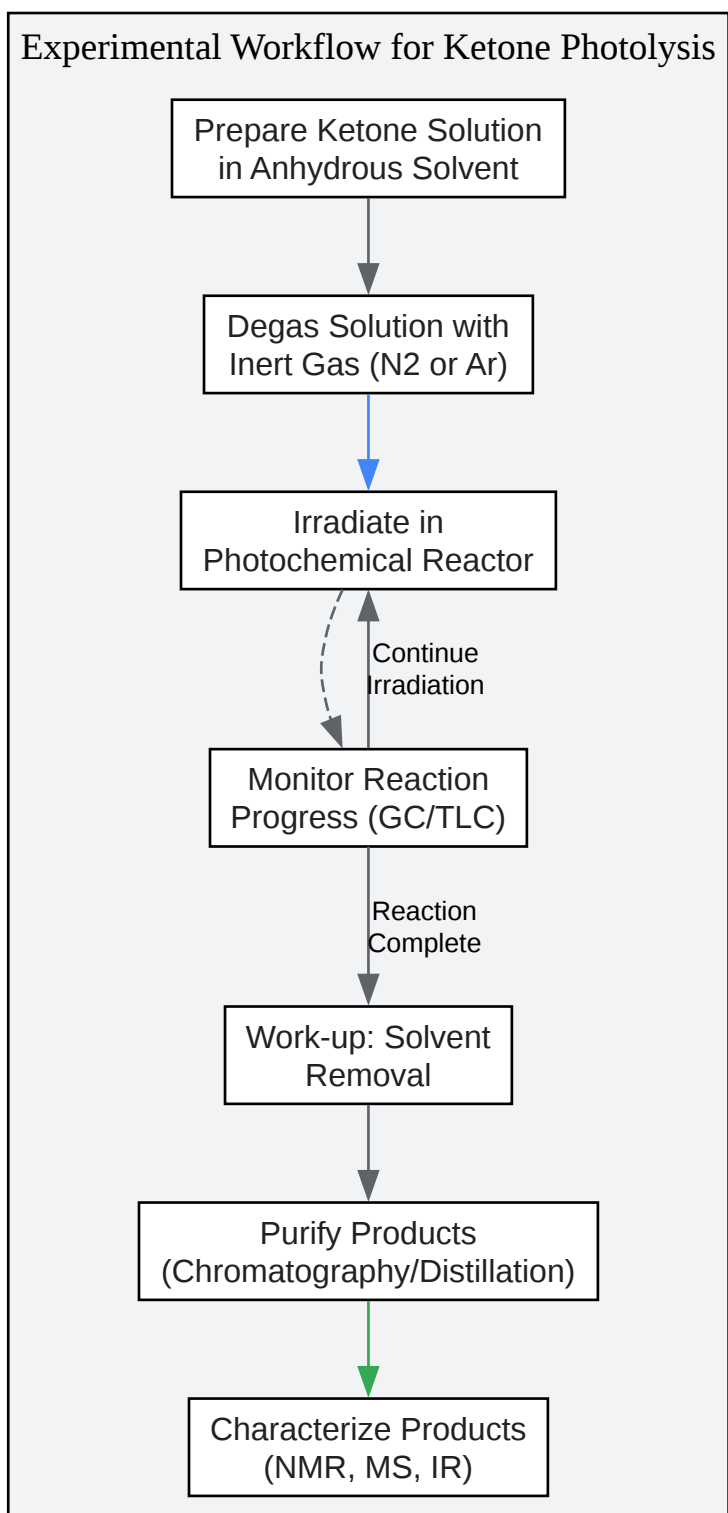 Experimental Workflow for Ketone Photolysis
Prepare Ketone Solution
in Anhydrous Solvent
Degas Solution with
Inert Gas (N2 or Ar)
Irradiate in
Photochemical Reactor
Continue
Irradiation
Monitor Reaction
Progress (GC/TLC)
Reaction
Complete
Work-up: Solvent
Removal
Purify Products
(Chromatography/Distillation)
Characterize Products
(NMR, MS, IR)